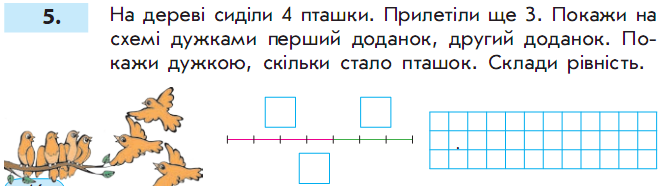 5. На дереві сиділи 4 пташки. Прилетіли ще 3. Покажи на
схемі дужками перший доданок, другий доданок. По-
кажи дужкою, скільки стало пташок. Склади рівність.